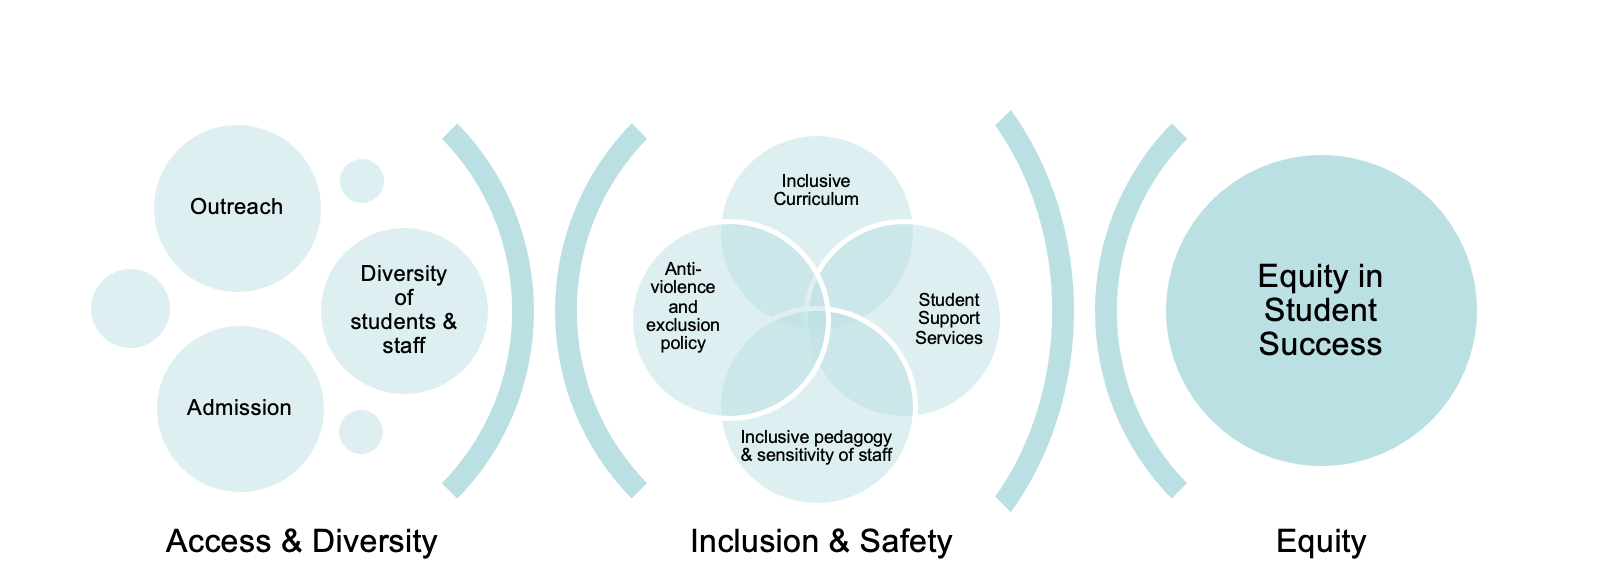 Outreach
Diversity
of
students &
staff
Admission
Access & Diversity
Inclusive
Curriculum
Anti-
violence
and
exclusion
policy
Student
Support
Services
Inclusive pedagogy
& sensitivity of staff
Inclusion & Safety
Equity in
Student
Success
Equity